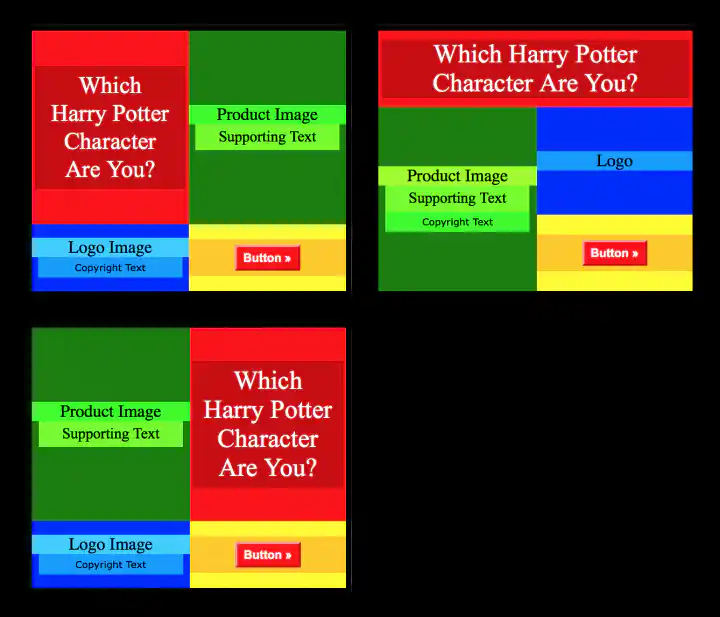 Which
Harry Potter
Character
Are You?
Product Image
Supporting Text
Logo Image
Copyright Text
Button »
Which Harry Potter
Character Are You?
Product Image
Supporting Text
Copyright Text
Logo
Button »
Product Image
Supporting Text
Which
Harry Potter
Character
Are You?
Logo Image
Copyright Text
Button »